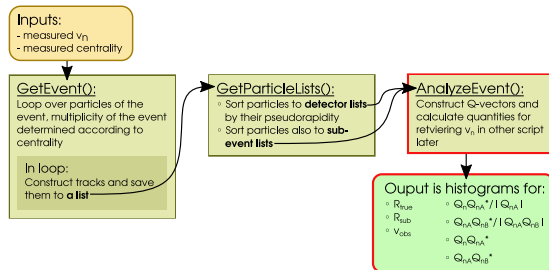 Inputs:
- measured vn
- measured centrality
GetEvent():
Loop over particles of the
event, multiplicity of the event
determined according to
centrality
In loop:
Construct tracks and save
them to a list
GetParticleLists():
◦ Sort particles to detector lists
by their pseudorapidity
◦ Sort particles also to sub-
event lists
AnalyzeEvent():
Construct Q-vectors and
calculate quantities for
retrviering vn in other script
later
Ouput is histograms for:
◦ Rtrue
◦ Rsub
◦ vobs
◦ QnQnA*/|QnA|
◦ QnAQnB*/|QnAQnB|
◦ QnQnA*
◦ QnAQnB*